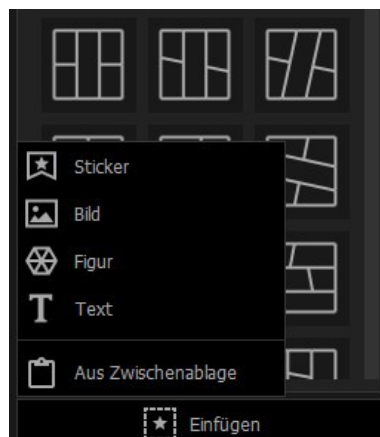 Sticker
Bild
Figur
Text
Aus Zwischenablage
Einfügen